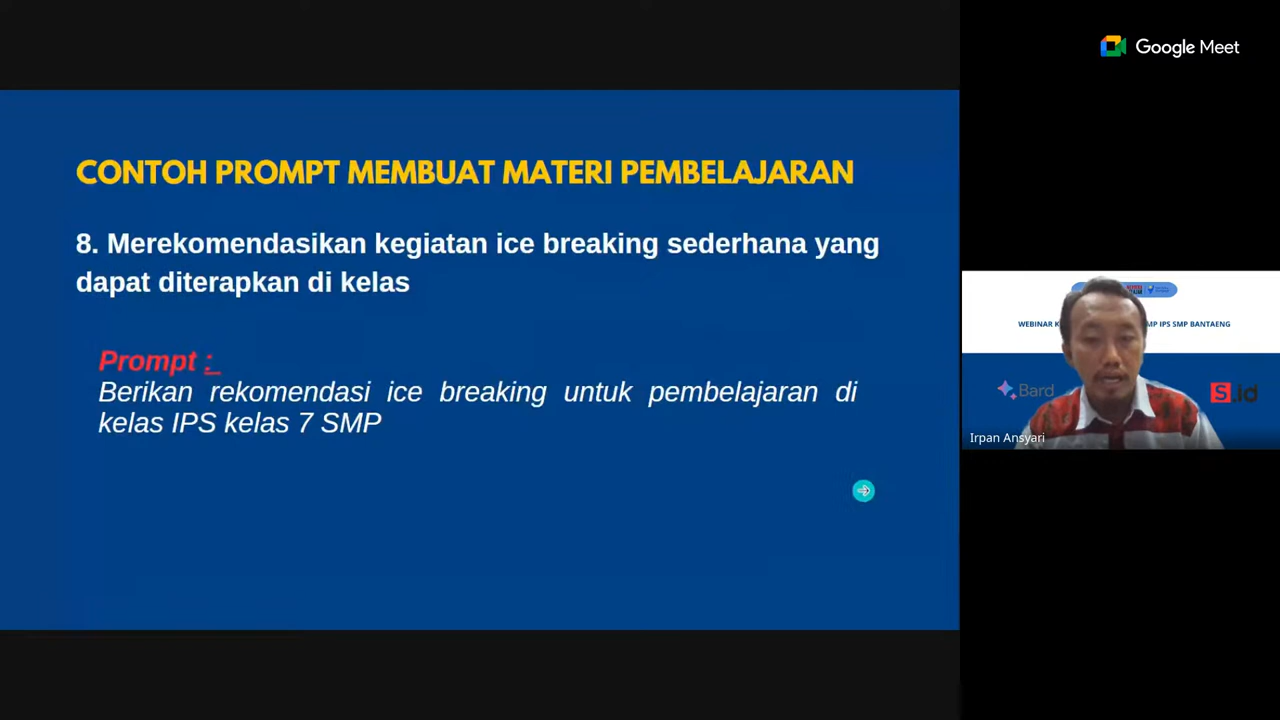 Google Meet
CONTOH PROMPT MEMBUAT MATERI PEMBELAJARAN
8. Merekomendasikan kegiatan ice breaking sederhana yang
dapat diterapkan di kelas
Prompt :
Berikan rekomendasi ice breaking untuk pembelajaran di
kelas IPS kelas 7 SMP
WEBINAR
MP IPS SMP BANTAENG
Bard
S.id
Irpan Ansyari